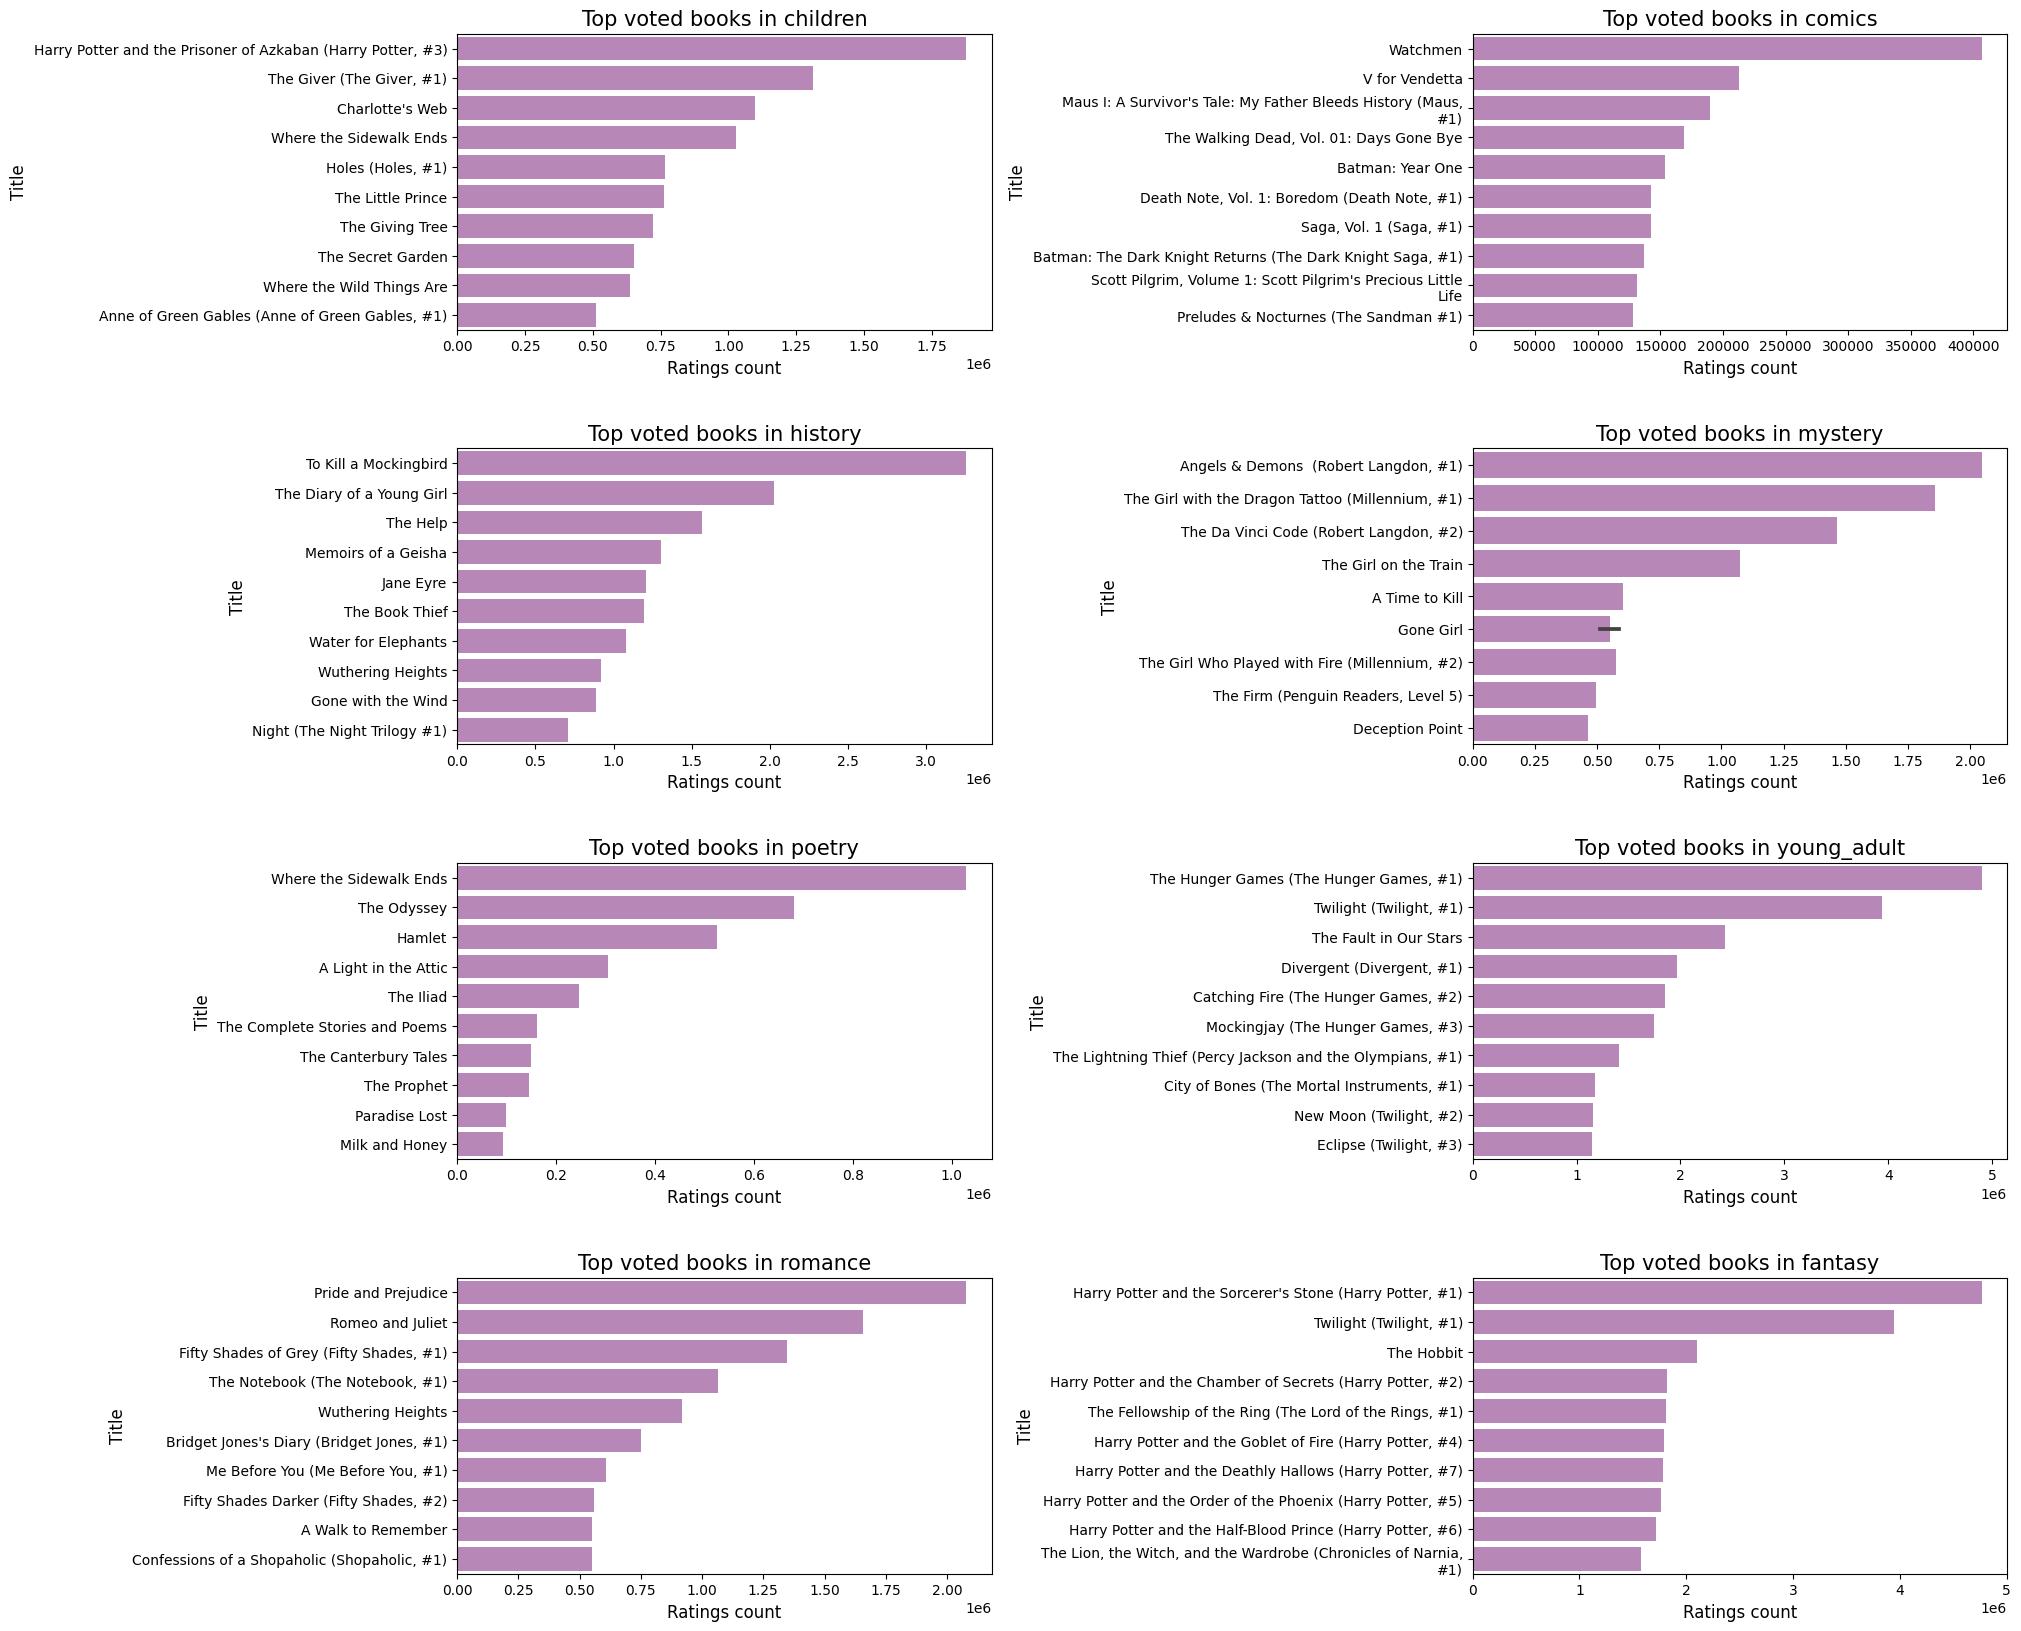 Top voted books in children
Title
Harry Potter and the Prisoner of Azkaban (Harry Potter, #3)
The Giver (The Giver, #1)
Charlotte's Web
Where the Sidewalk Ends
Holes (Holes, #1)
The Little Prince
The Giving Tree
The Secret Garden
Where the Wild Things Are
Anne of Green Gables (Anne of Green Gables, #1)
0.00 0.25 0.50 0.75 1.00 1.25 1.50 1.75
1e6
Ratings count
Top voted books in comics
Title
Watchmen
V for Vendetta
Maus I: A Survivor's Tale: My Father Bleeds History (Maus,
#1)
The Walking Dead, Vol. 01: Days Gone Bye
Batman: Year One
Death Note, Vol. 1: Boredom (Death Note, #1)
Saga, Vol. 1 (Saga, #1)
Batman: The Dark Knight Returns (The Dark Knight Saga, #1)
Scott Pilgrim, Volume 1: Scott Pilgrim's Precious Little
Life
Preludes & Nocturnes (The Sandman #1)
0 50000 100000 150000 200000 250000 300000 350000 400000
Ratings count
Top voted books in history
Title
To Kill a Mockingbird
The Diary of a Young Girl
The Help
Memoirs of a Geisha
Jane Eyre
The Book Thief
Water for Elephants
Wuthering Heights
Gone with the Wind
Night (The Night Trilogy #1)
0.0 0.5 1.0 1.5 2.0 2.5 3.0
1e6
Ratings count
Top voted books in mystery
Title
Angels & Demons  (Robert Langdon, #1)
The Girl with the Dragon Tattoo (Millennium, #1)
The Da Vinci Code (Robert Langdon, #2)
The Girl on the Train
A Time to Kill
Gone Girl
The Girl Who Played with Fire (Millennium, #2)
The Firm (Penguin Readers, Level 5)
Deception Point
0.00 0.25 0.50 0.75 1.00 1.25 1.50 1.75 2.00
1e6
Ratings count
Top voted books in poetry
Title
Where the Sidewalk Ends
The Odyssey
Hamlet
A Light in the Attic
The Iliad
The Complete Stories and Poems
The Canterbury Tales
The Prophet
Paradise Lost
Milk and Honey
0.0 0.2 0.4 0.6 0.8 1.0
1e6
Ratings count
Top voted books in young_adult
Title
The Hunger Games (The Hunger Games, #1)
Twilight (Twilight, #1)
The Fault in Our Stars
Divergent (Divergent, #1)
Catching Fire (The Hunger Games, #2)
Mockingjay (The Hunger Games, #3)
The Lightning Thief (Percy Jackson and the Olympians, #1)
City of Bones (The Mortal Instruments, #1)
New Moon (Twilight, #2)
Eclipse (Twilight, #3)
0 1 2 3 4 5
1e6
Ratings count
Top voted books in romance
Title
Pride and Prejudice
Romeo and Juliet
Fifty Shades of Grey (Fifty Shades, #1)
The Notebook (The Notebook, #1)
Wuthering Heights
Bridget Jones's Diary (Bridget Jones, #1)
Me Before You (Me Before You, #1)
Fifty Shades Darker (Fifty Shades, #2)
A Walk to Remember
Confessions of a Shopaholic (Shopaholic, #1)
0.00 0.25 0.50 0.75 1.00 1.25 1.50 1.75 2.00
1e6
Ratings count
Top voted books in fantasy
Title
Harry Potter and the Sorcerer's Stone (Harry Potter, #1)
Twilight (Twilight, #1)
The Hobbit
Harry Potter and the Chamber of Secrets (Harry Potter, #2)
The Fellowship of the Ring (The Lord of the Rings, #1)
Harry Potter and the Goblet of Fire (Harry Potter, #4)
Harry Potter and the Deathly Hallows (Harry Potter, #7)
Harry Potter and the Order of the Phoenix (Harry Potter, #5)
Harry Potter and the Half-Blood Prince (Harry Potter, #6)
The Lion, the Witch, and the Wardrobe (Chronicles of Narnia,
#1)
0 1 2 3 4 5
1e6
Ratings count